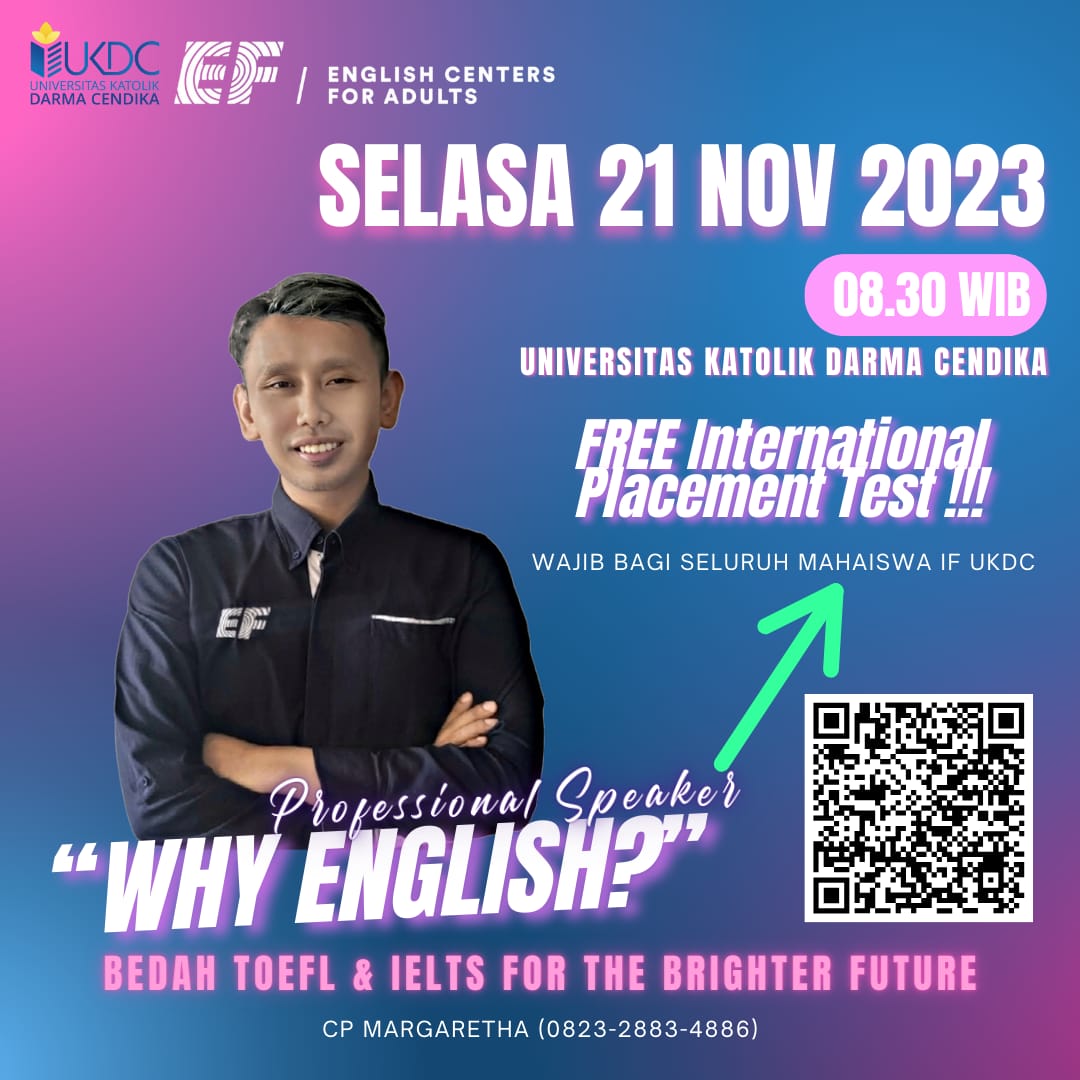 UKDC
UNIVERSITAS KATOLIK
DARMA CENDIKA
EF / ENGLISH CENTERS
FOR ADULTS
SELASA 21 NOV 2023
08.30 WIB
UNIVERSITAS KATOLIK DARMA CENDIKA
FREE International
Placement Test !!!
WAJIB BAGI SELURUH MAHAISWA IF UKDC
EF
Professional Speaker
“WHY ENGLISH?”
BEDAH TOEFL & IELTS FOR THE BRIGHTER FUTURE
CP MARGARETHA (0823-2883-4886)